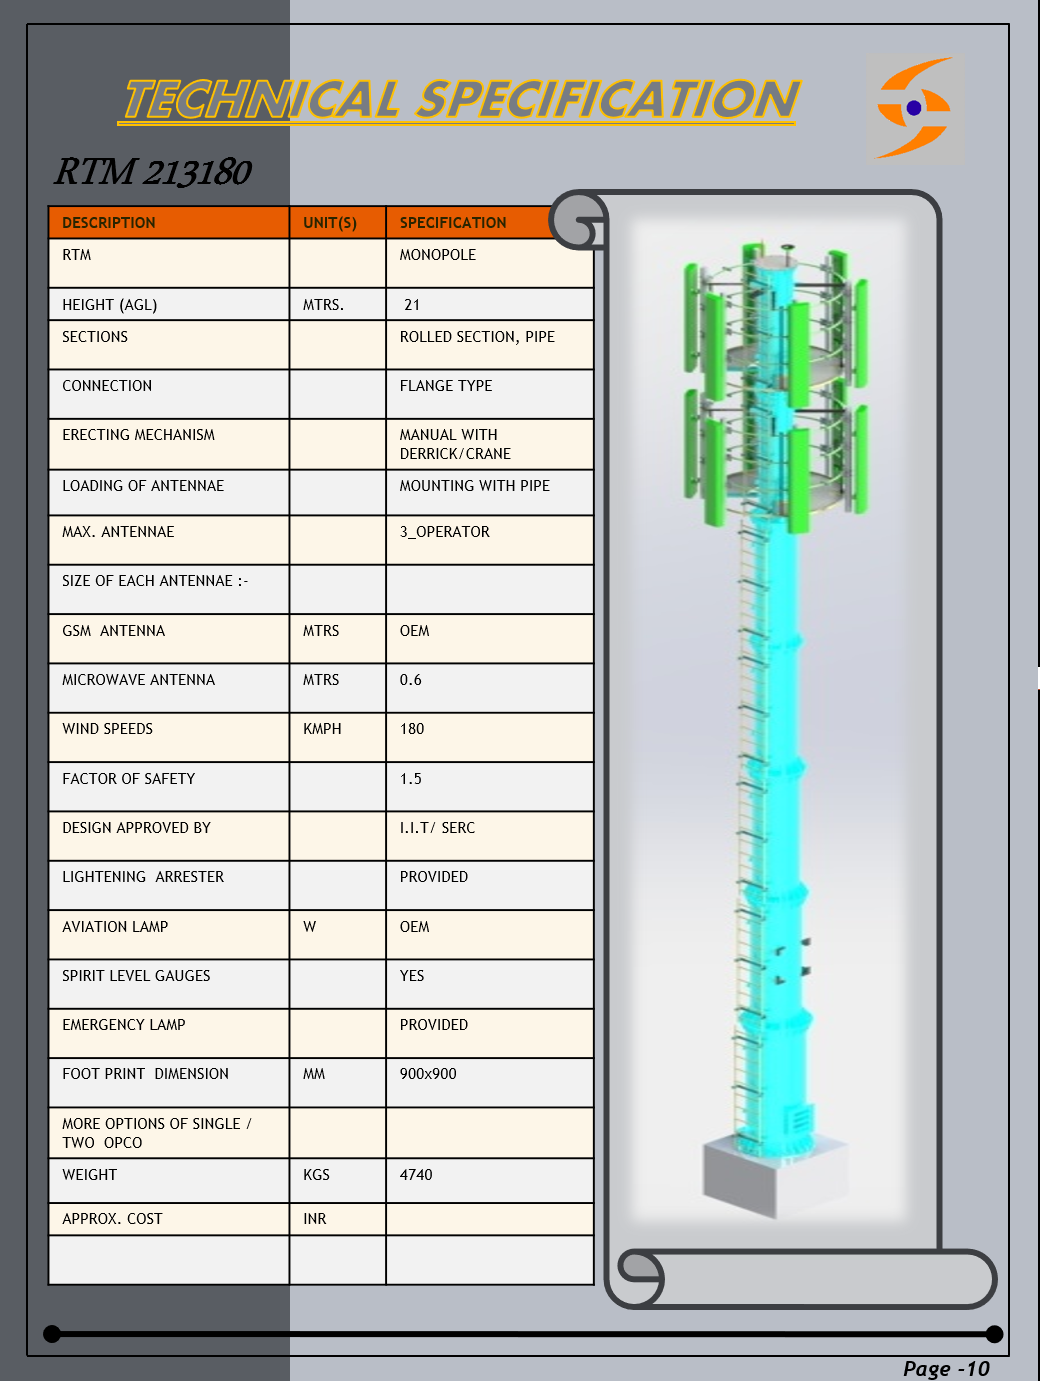 TECHNICAL SPECIFICATION
RTM 213180
DESCRIPTION UNIT(S) SPECIFICATION
RTM MONOPOLE
HEIGHT (AGL) MTRS. 21
SECTIONS ROLLED SECTION, PIPE
CONNECTION FLANGE TYPE
ERECTING MECHANISM MANUAL WITH
DERRICK/CRANE
LOADING OF ANTENNAE MOUNTING WITH PIPE
MAX. ANTENNAE 3_OPERATOR
SIZE OF EACH ANTENNAE :-
GSM ANTENNA MTRS OEM
MICROWAVE ANTENNA MTRS 0.6
WIND SPEEDS KMPH 180
FACTOR OF SAFETY 1.5
DESIGN APPROVED BY I.I.T/ SERC
LIGHTENING ARRESTER PROVIDED
AVIATION LAMP W OEM
SPIRIT LEVEL GAUGES YES
EMERGENCY LAMP PROVIDED
FOOT PRINT DIMENSION MM 900x900
MORE OPTIONS OF SINGLE /
TWO OPCO
WEIGHT KGS 4740
APPROX. COST INR
Page -10